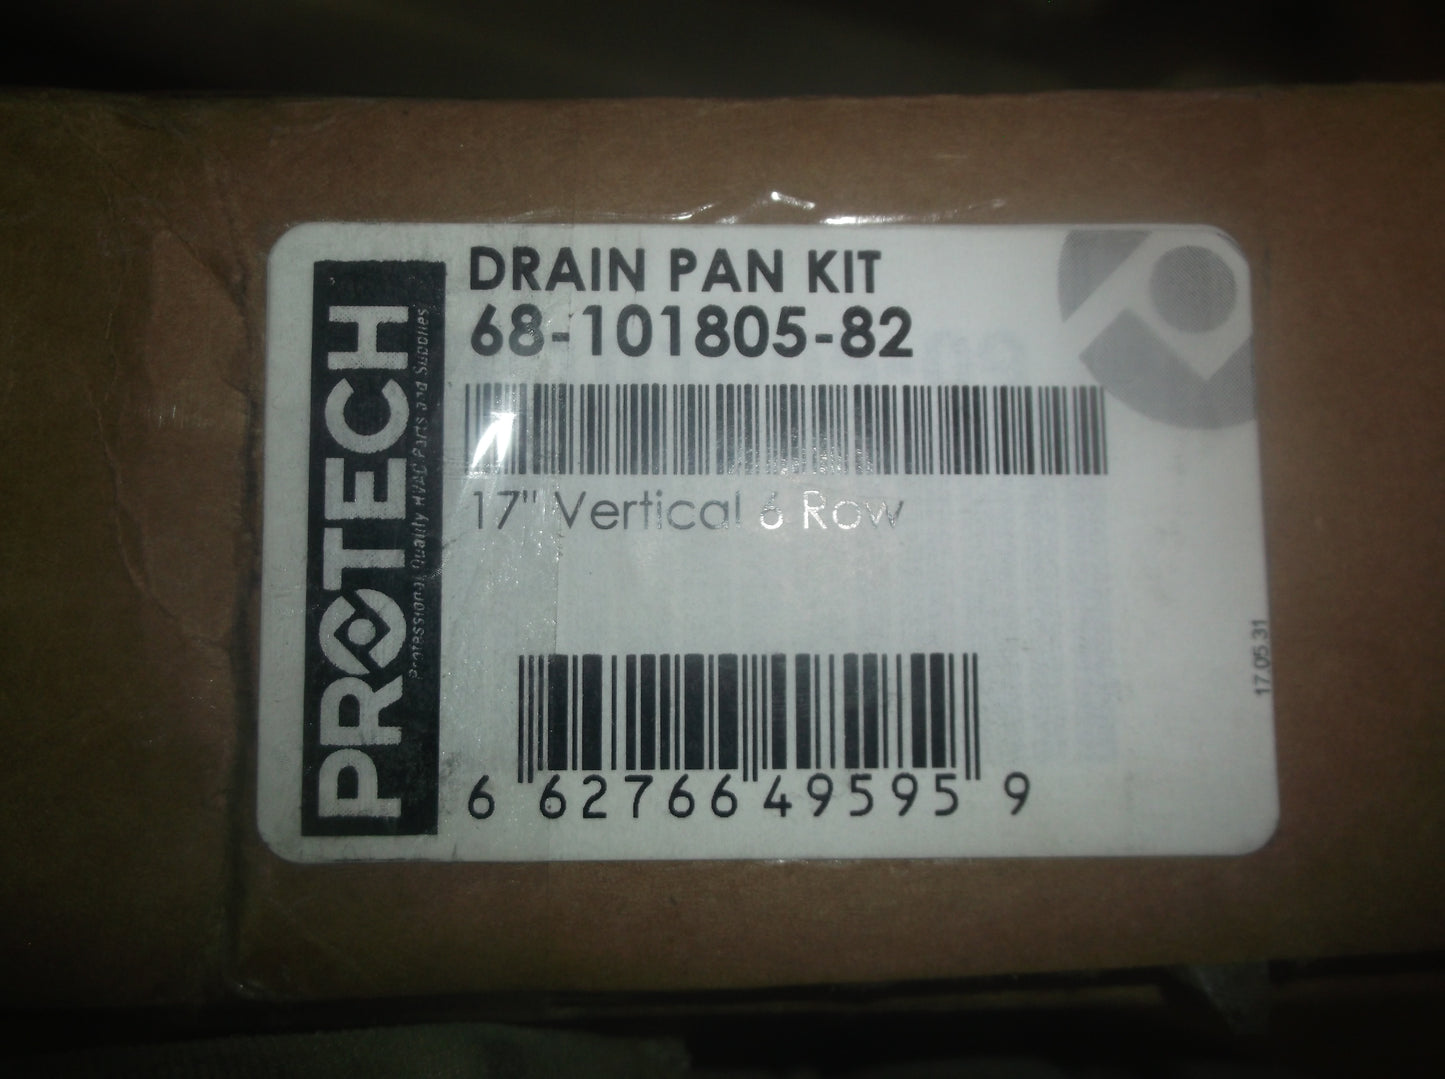 PROTECH
Professional Quality HVAC Parts and Supplies
DRAIN PAN KIT
68-101805-82
17" Vertical 6 Row
6 62766 49595 9
17.05.31